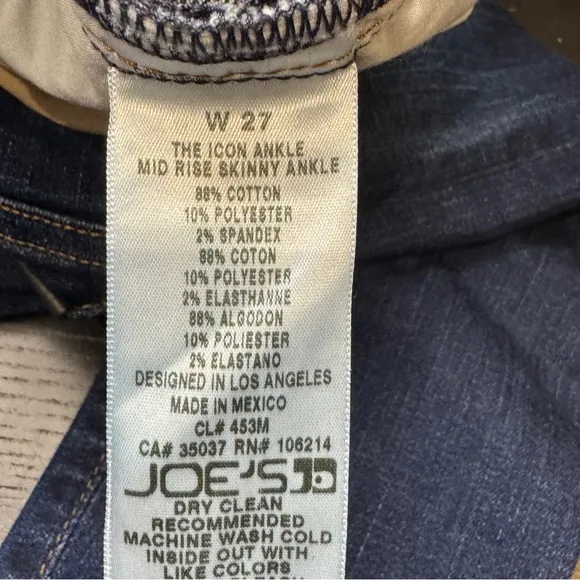 W 27
THE ICON ANKLE
MID RISE SKINNY ANKLE
88% COTTON
10% POLYESTER
2% SPANDEX
88% COTON
10% POLYESTER
2% ELASTHANNE
88% ALGODON
10% POLIESTER
2% ELASTANO
DESIGNED IN LOS ANGELES
MADE IN MEXICO
CL# 453M
CA# 35037 RN# 106214
JOE'S
DRY CLEAN
RECOMMENDED
MACHINE WASH COLD
INSIDE OUT WITH
LIKE COLORS